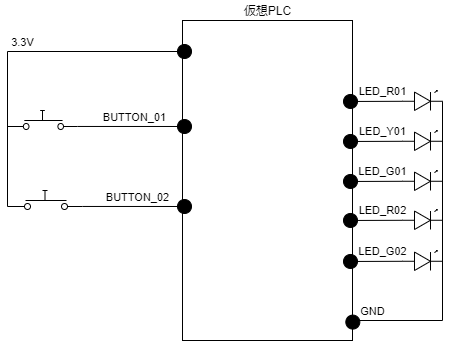 仮想PLC
3.3V
BUTTON_01
BUTTON_02
LED_R01
LED_Y01
LED_G01
LED_R02
LED_G02
GND